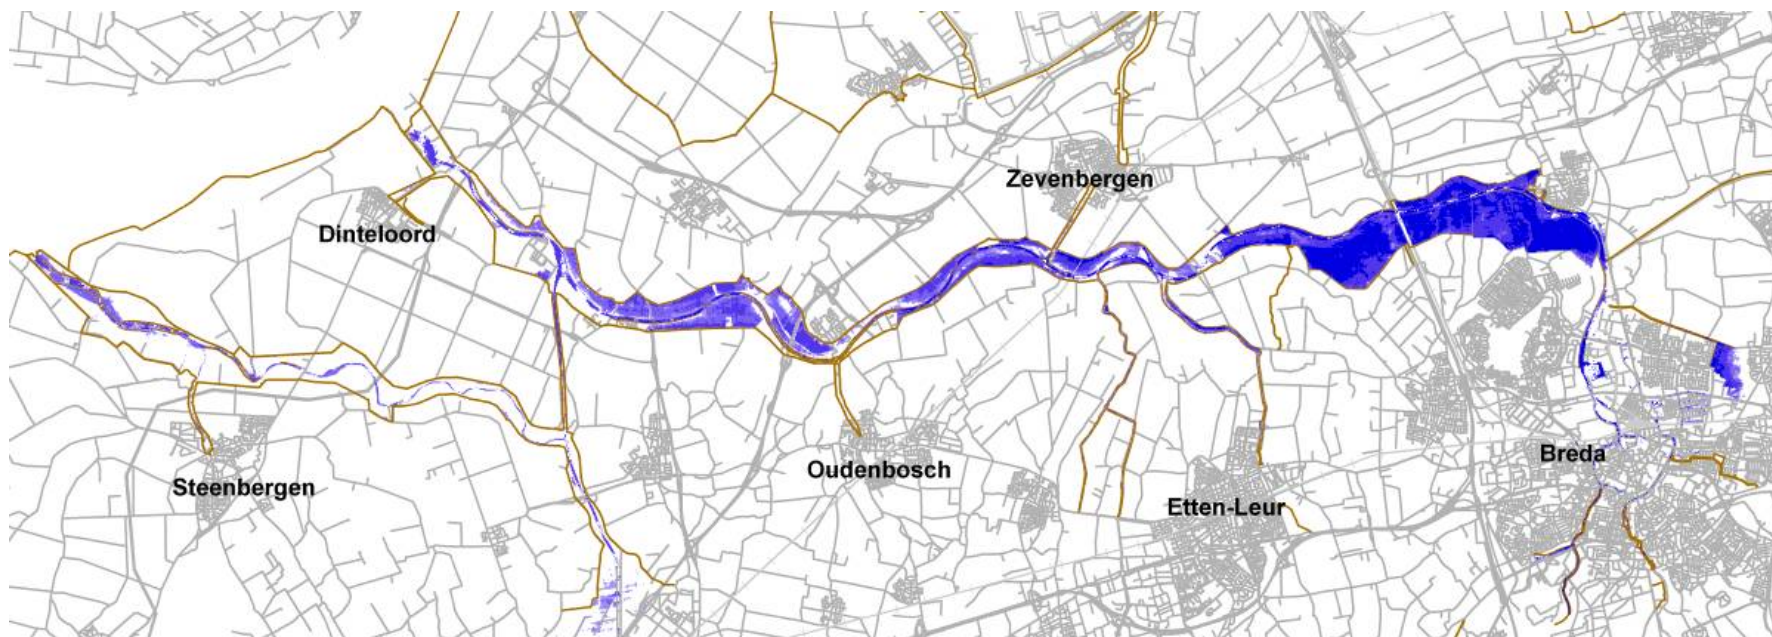 Zevenbergen
Dinteloord
Breda
Oudenbosch
Steenbergen
Etten-Leur